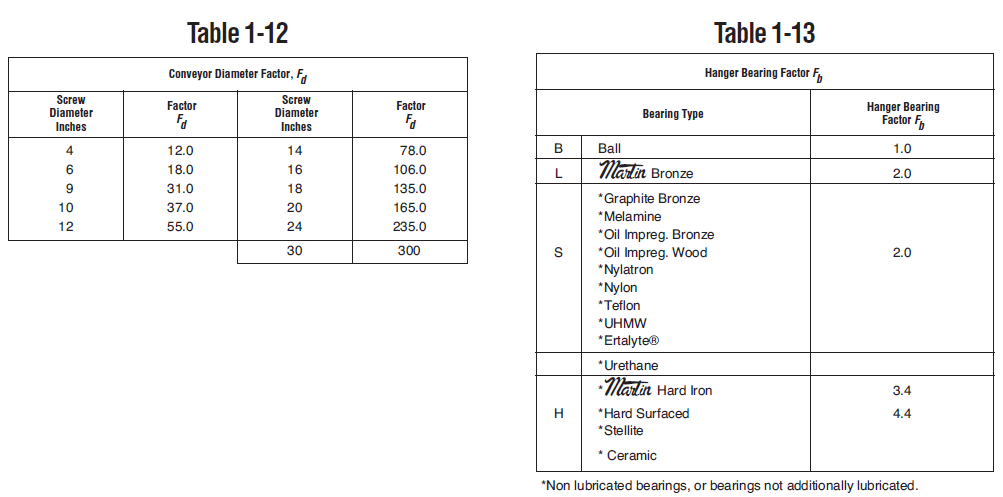 Table 1-12
Conveyor Diameter Factor, Fd
Screw
Diameter
Inches
Factor
Fd
Screw
Diameter
Inches
Factor
Fd
4 12.0 14 78.0
6 18.0 16 106.0
9 31.0 18 135.0
10 37.0 20 165.0
12 55.0 24 235.0
30 300
Table 1-13
Hanger Bearing Factor Fb
Bearing Type
Hanger Bearing
Factor Fb
B Ball 1.0
L Martin Bronze 2.0
*Graphite Bronze
*Melamine
*Oil Impreg. Bronze
S *Oil Impreg. Wood 2.0
*Nylatron
*Nylon
*Teflon
*UHMW
*Ertalyte®
*Urethane
*Martin Hard Iron 3.4
H *Hard Surfaced 4.4
*Stellite
* Ceramic
*Non lubricated bearings, or bearings not additionally lubricated.